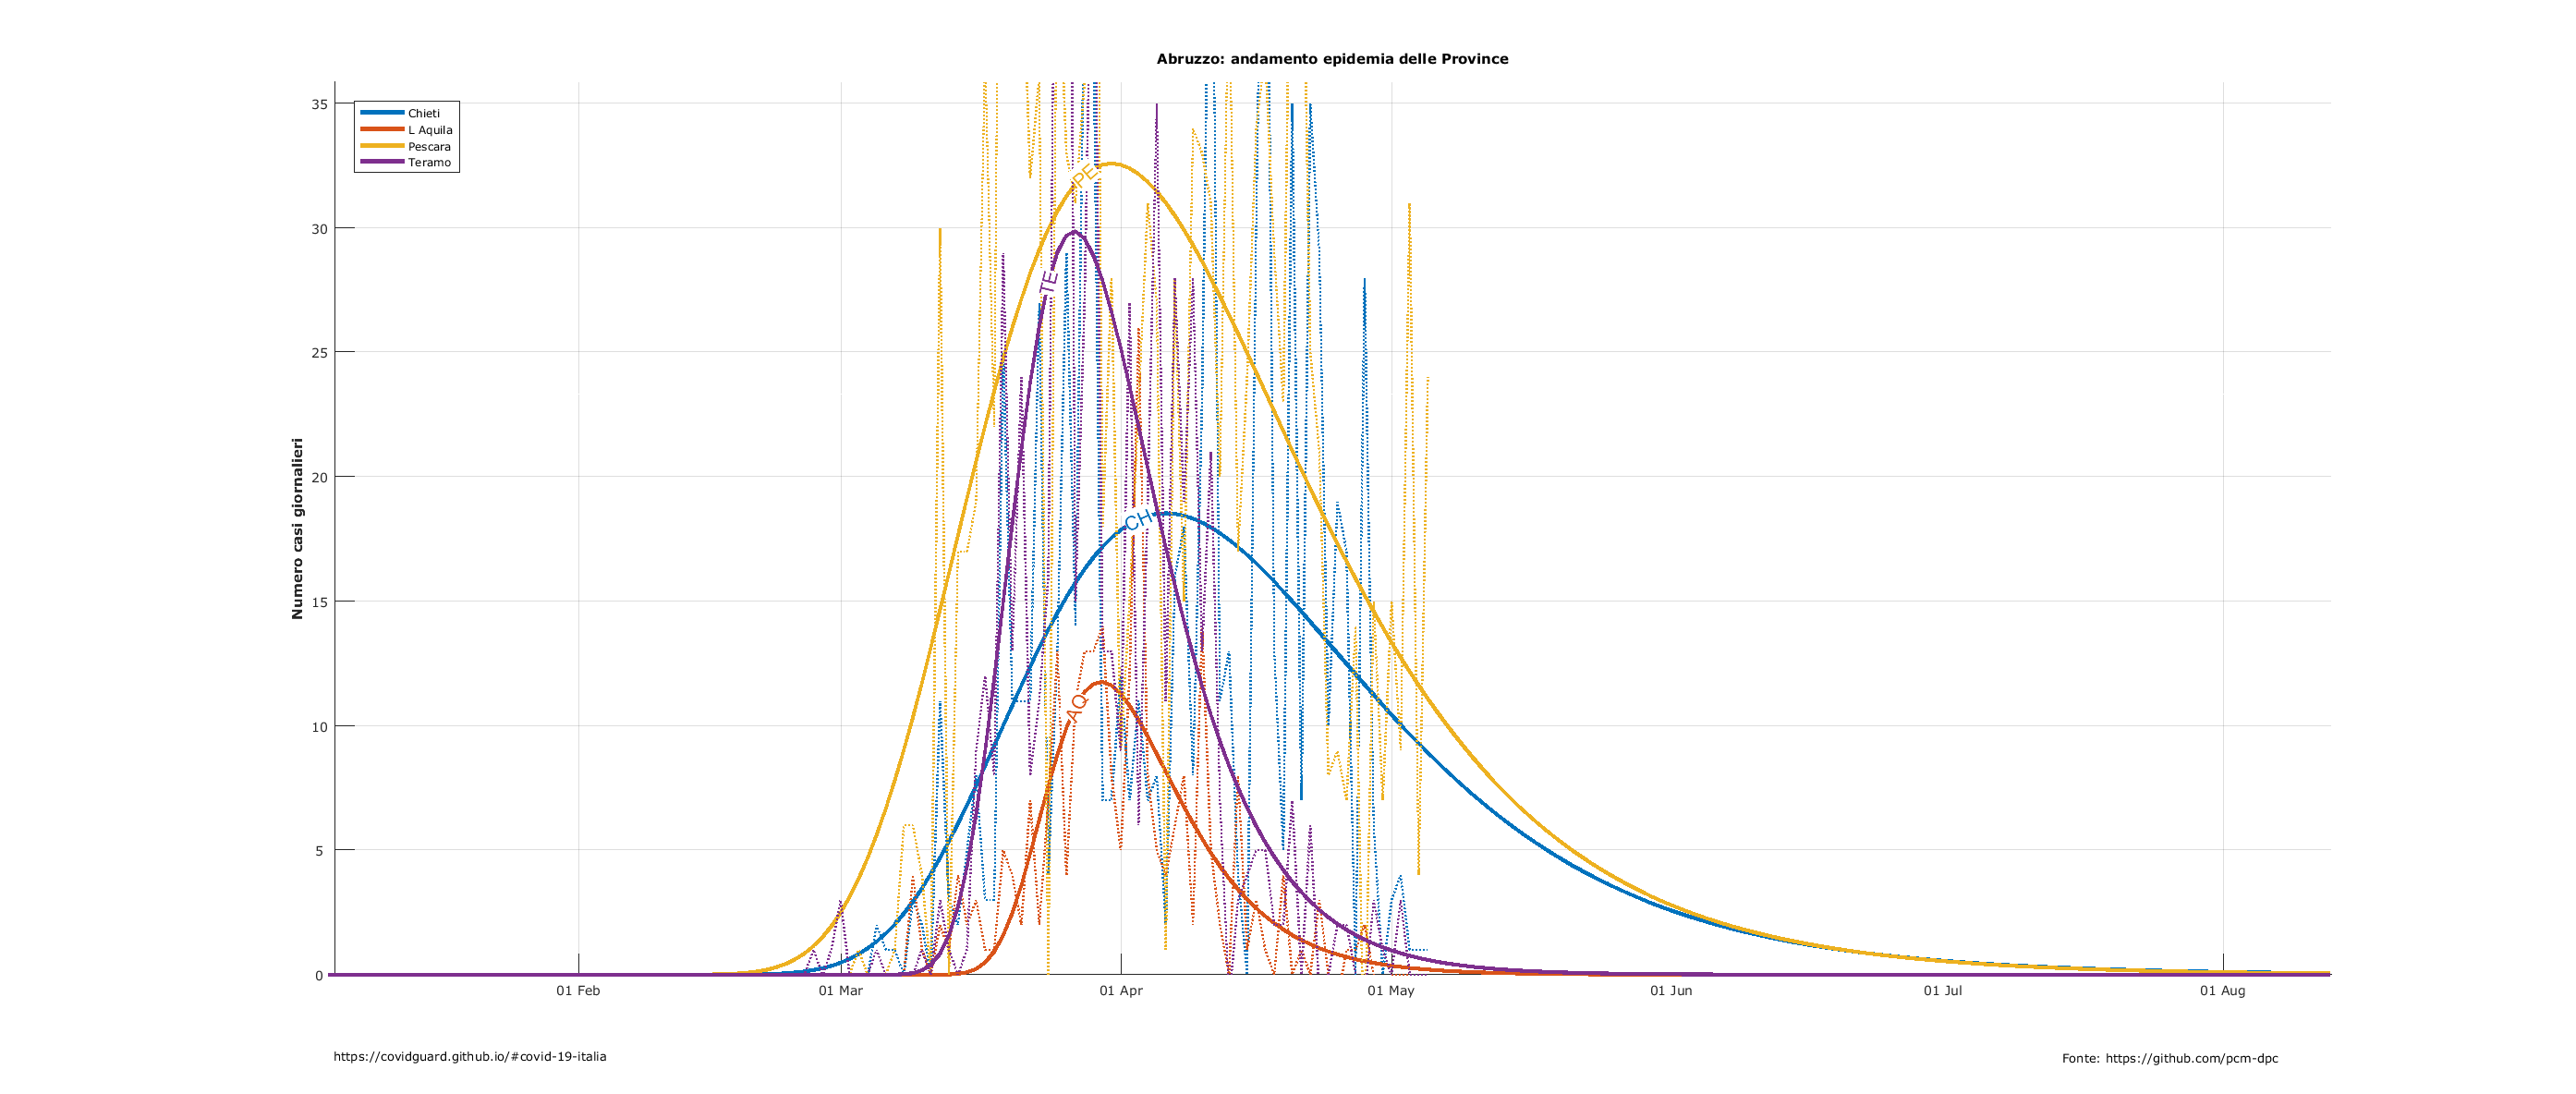 Abruzzo: andamento epidemia delle Province
Chieti
L Aquila
Pescara
Teramo
Numero casi giornalieri
35
30
25
20
15
10
5
0
PE
TE
CH
AQ
01 Feb
01 Mar
01 Apr
01 May
01 Jun
01 Jul
01 Aug
https://covidguard.github.io/#covid-19-italia
Fonte: https://github.com/pcm-dpc